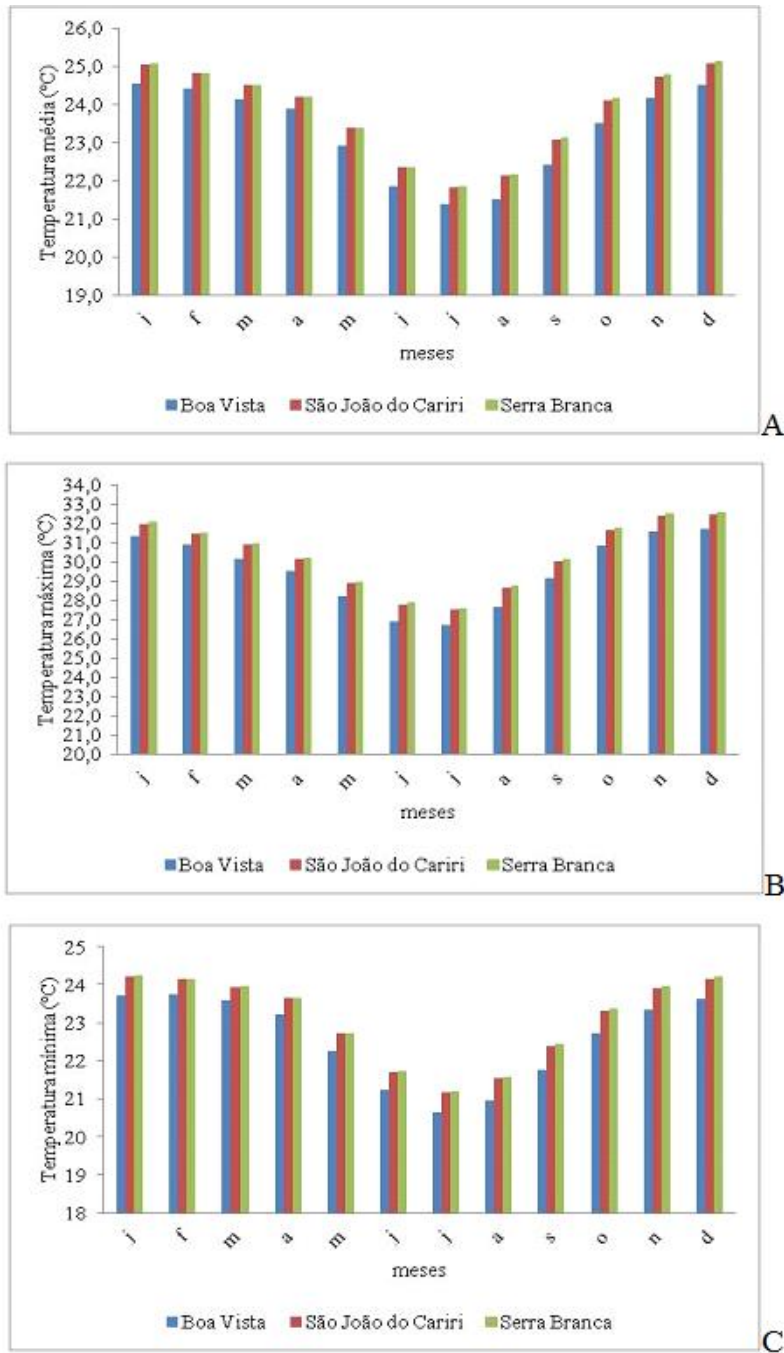 26,0
25,0
24,0
23,0
22,0
21,0
20,0
19,0
Temperatura média (ºC)
j f m a m j j a s o n d
meses
Boa Vista São João do Cariri Serra Branca
A
34,0
33,0
32,0
31,0
30,0
29,0
28,0
27,0
26,0
25,0
24,0
23,0
22,0
21,0
20,0
Temperatura máxima (ºC)
j f m a m j j a s o n d
meses
Boa Vista São João do Cariri Serra Branca
B
25
24
23
22
21
20
19
18
Temperatura mínima (ºC)
j f m a m j j a s o n d
meses
Boa Vista São João do Cariri Serra Branca
C